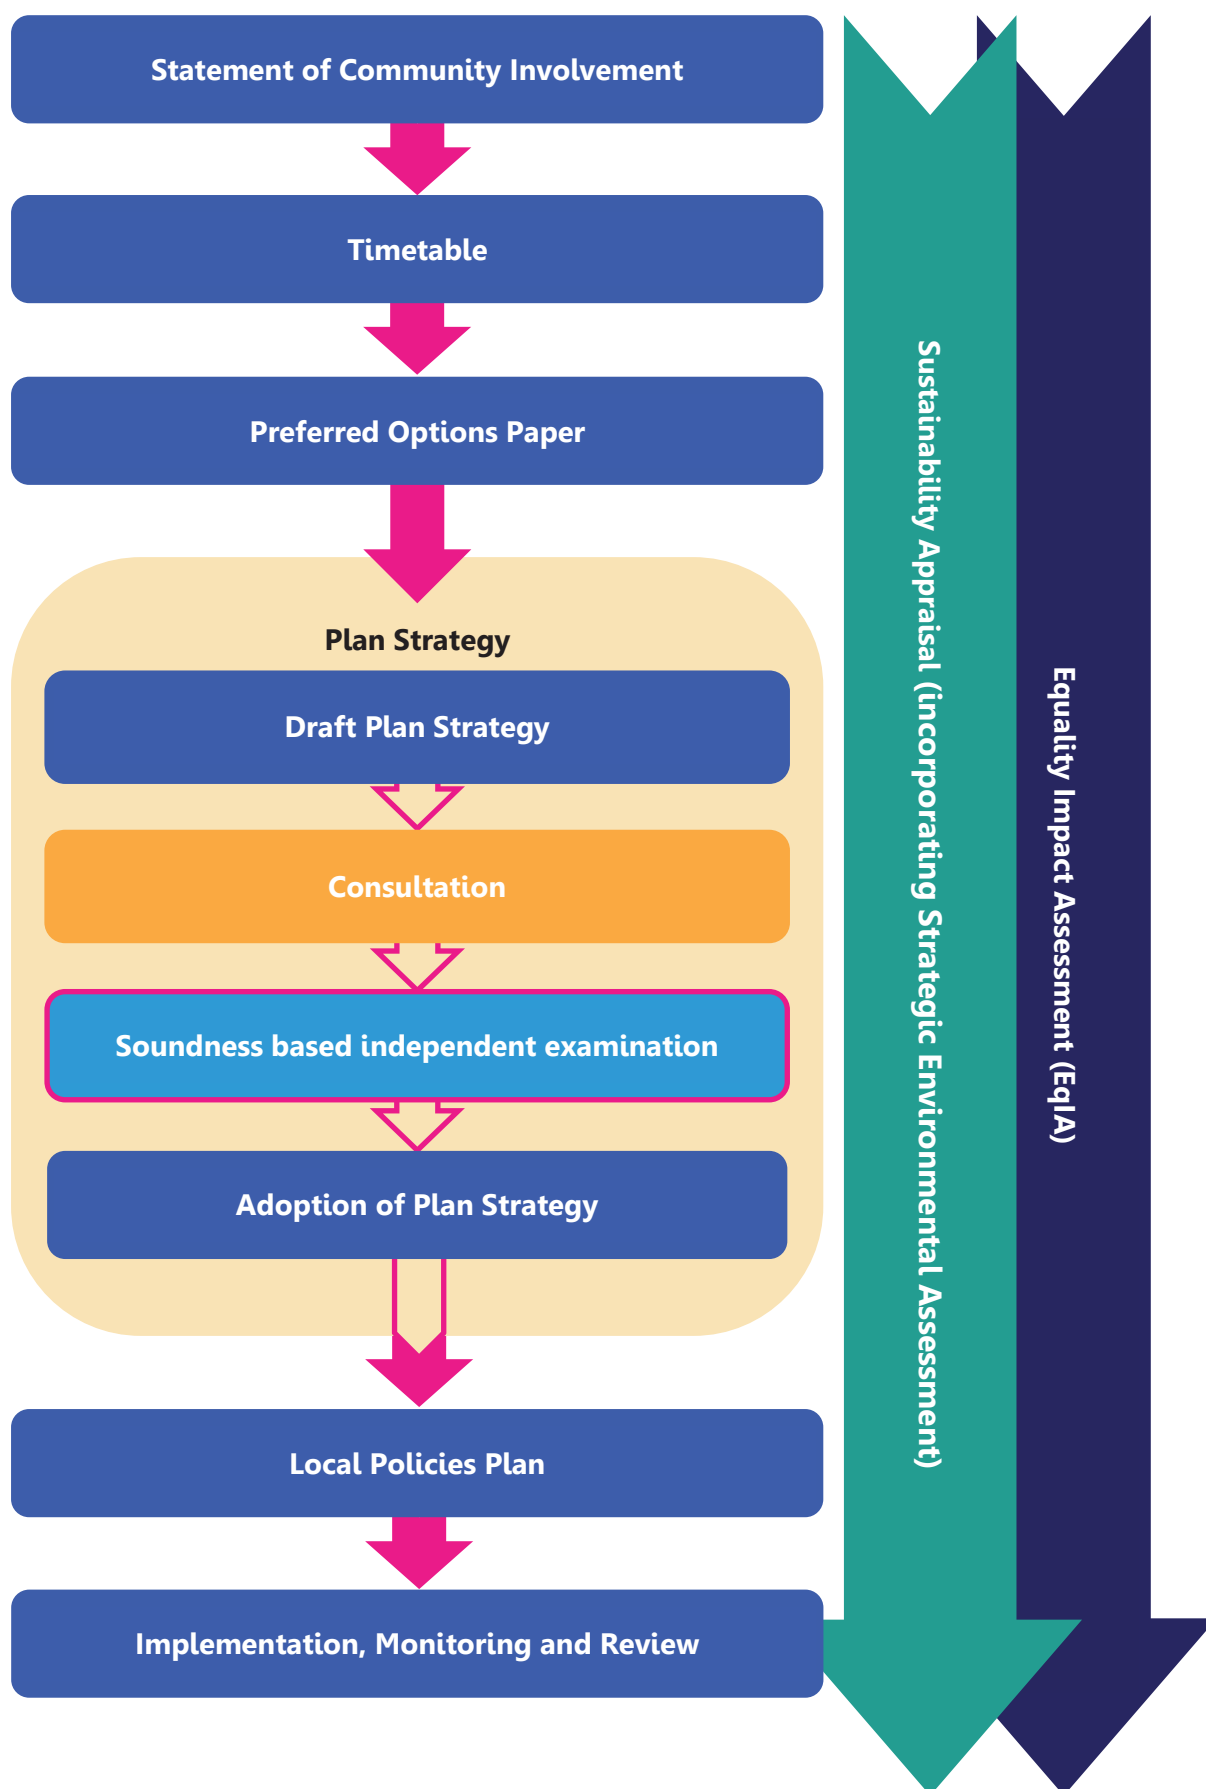 Statement of Community Involvement
Timetable
Preferred Options Paper
Plan Strategy
Draft Plan Strategy
Consultation
Soundness based independent examination
Adoption of Plan Strategy
Local Policies Plan
Implementation, Monitoring and Review
Sustainability Appraisal (incorporating Strategic Environmental Assessment)
Equality Impact Assessment (EqIA)